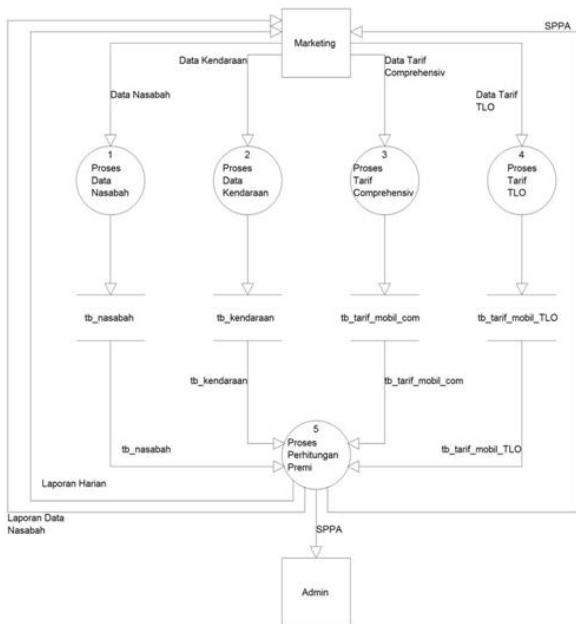 SPPA
Marketing
Data Kendaraan
Data Tarif
Comprehensiv
Data Nasabah
Data Tarif
TLO
1
Proses
Data
Nasabah
2
Proses
Data
Kendaraan
3
Proses
Tarif
Comprehensiv
4
Proses
Tarif
TLO
tb_nasabah
tb_kendaraan
tb_tarif_mobil_com
tb_tarif_mobil_TLO
tb_kendaraan
tb_tarif_mobil_com
5
Proses
Perhitungan
Premi
tb_nasabah
tb_tarif_mobil_TLO
Laporan Harian
Laporan Data
Nasabah
SPPA
Admin